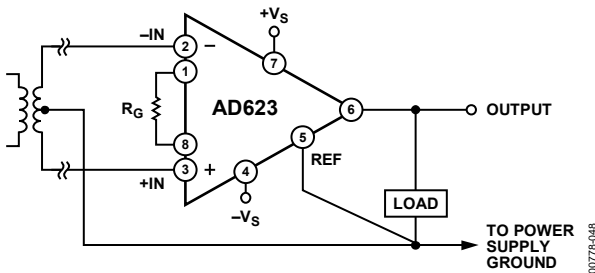 +VS
–IN
2
–
7
1
RG
AD623
6
OUTPUT
8
5
REF
3
+
4
+IN
LOAD
–VS
TO POWER
SUPPLY
GROUND
00778-048